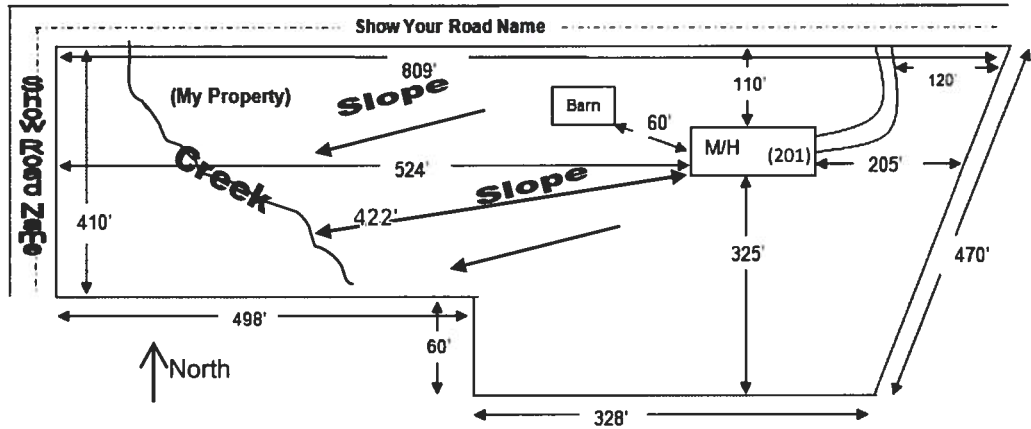 Show Your Road Name
Show Road Name
809'
(My Property)
Slope
110'
120'
Barn
60'
M/H
(201)
Creek
524'
205'
Slope
410'
422'
325'
470'
498'
60'
North
328'